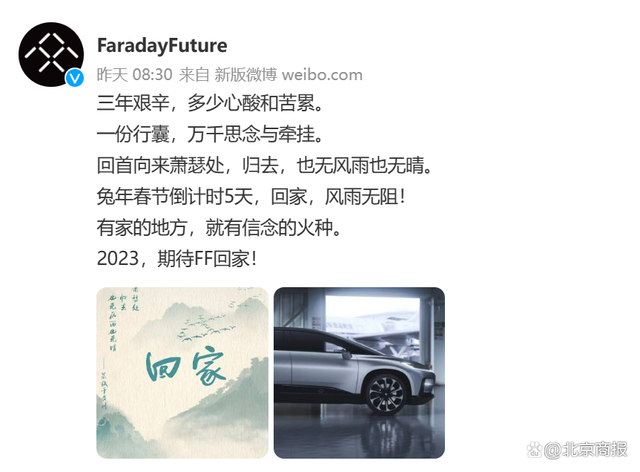 FaradayFuture
昨天 08:30 来自 新版微博 weibo.com
三年艰辛，多少心酸和苦累。
一份行囊，万千思念与牵挂。
回首向来萧瑟处，归去，也无风雨也无晴。
兔年春节倒计时5天，回家，风雨无阻！
有家的地方，就有信念的火种。
2023，期待FF回家！
回家
北京商报